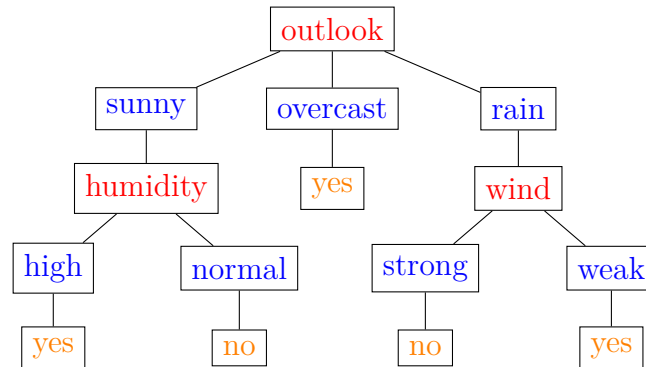 outlook
sunny
overcast
rain
humidity
yes
wind
high
normal
strong
weak
yes
no
no
yes